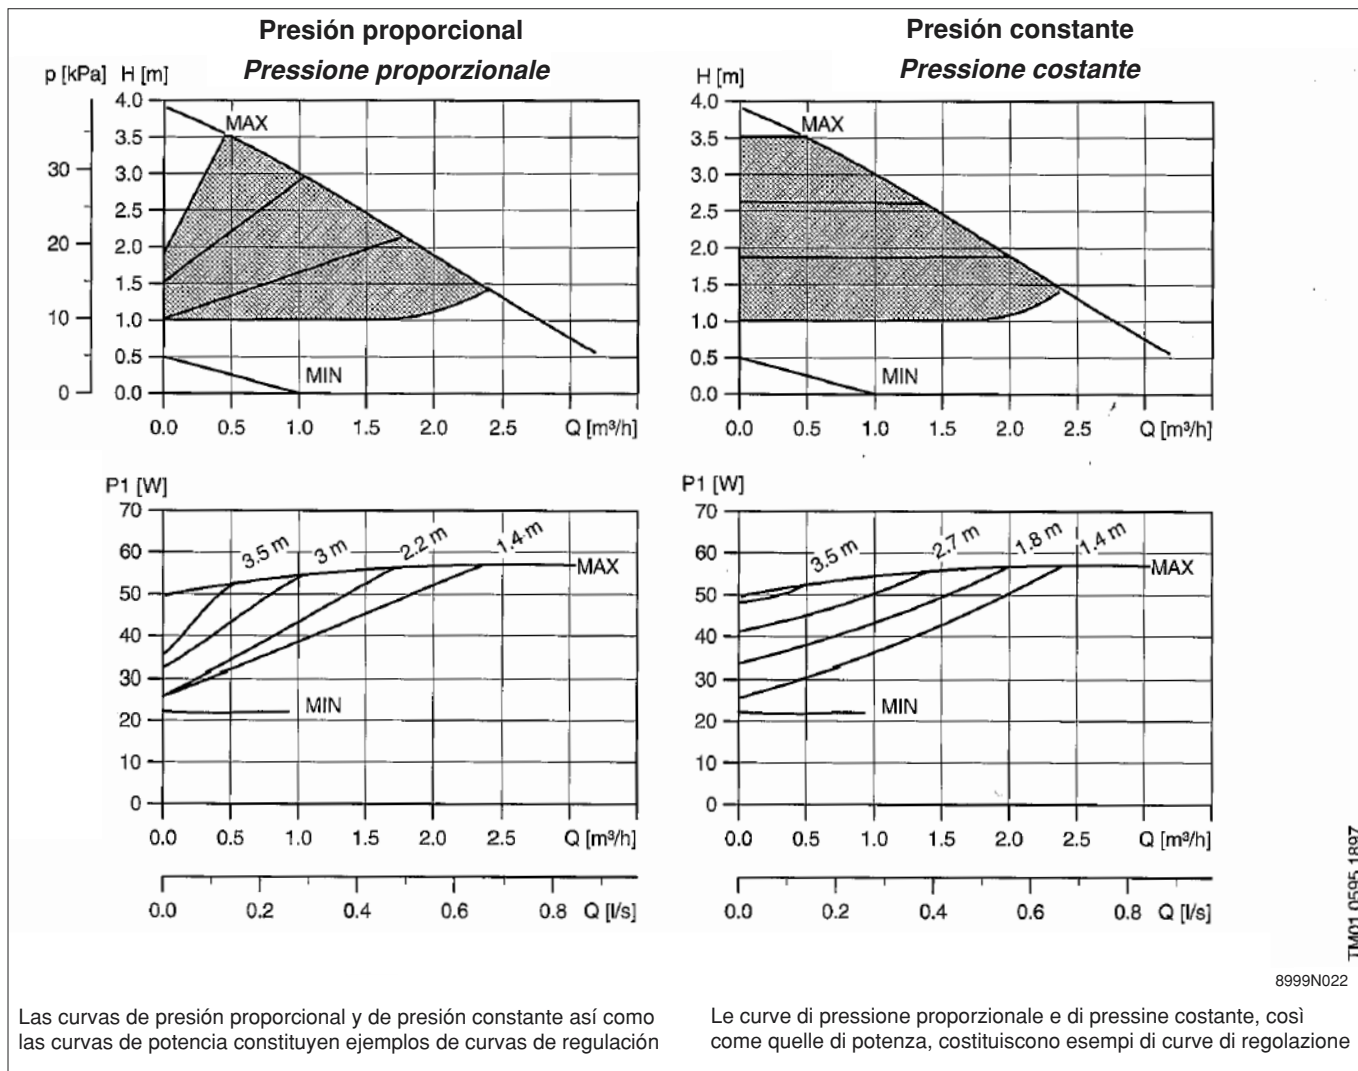 Presión proporcional
Pressione proporzionale
p [kPa] H [m]
4.0
3.5
3.0
2.5
2.0
1.5
1.0
0.5
0.0
30
20
10
0
MAX
MIN
0.0 0.5 1.0 1.5 2.0 2.5 Q [m³/h]
Presión constante
Pressione costante
H [m]
4.0
3.5
3.0
2.5
2.0
1.5
1.0
0.5
0.0
MAX
MIN
0.0 0.5 1.0 1.5 2.0 2.5 Q [m³/h]
P1 [W]
70
60
50
40
30
20
10
0
3.5 m 3 m 2.2 m 1.4 m
MAX
MIN
0.0 0.5 1.0 1.5 2.0 2.5 Q [m³/h]
0.0 0.2 0.4 0.6 0.8 Q [l/s]
P1 [W]
70
60
50
40
30
20
10
0
3.5 m 2.7 m 1.8 m 1.4 m
MAX
MIN
0.0 0.5 1.0 1.5 2.0 2.5 Q [m³/h]
0.0 0.2 0.4 0.6 0.8 Q [l/s]
TM01 0595 1897
8999N022
Las curvas de presión proporcional y de presión constante así como
las curvas de potencia constituyen ejemplos de curvas de regulación
Le curve di pressione proporzionale e di pressine costante, così
come quelle di potenza, costituiscono esempi di curve di regolazione